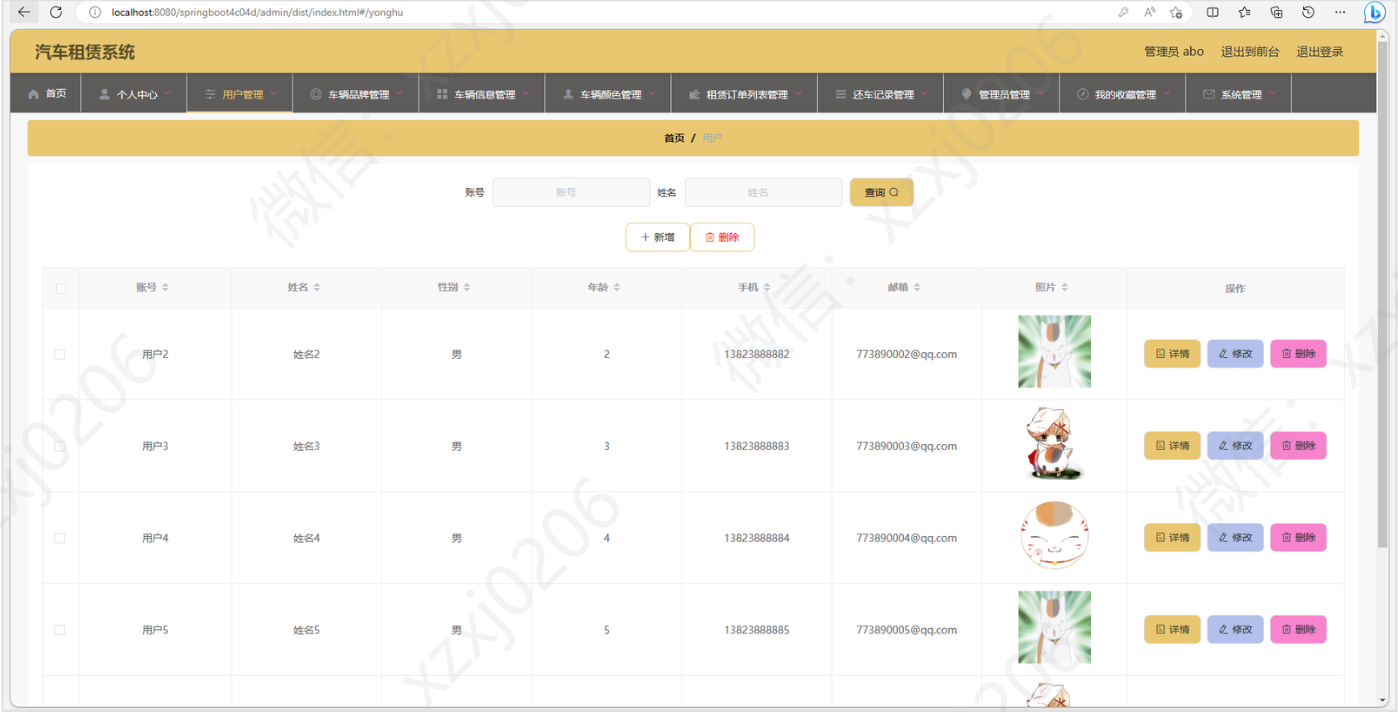 localhost:8080/springboot4c04d/admin/dist/index.html#/yonghu
汽车租赁系统 管理员 abo 退出到前台 退出登录
首页 个人中心 用户管理 车辆品牌管理 车辆信息管理 车辆颜色管理 租赁订单列表管理 还车记录管理 管理员管理 我的收藏管理 系统管理
首页 / 用户
账号 账号 姓名 姓名 查询
+ 新增 删除
账号 姓名 性别 年龄 手机 邮箱 照片 操作
用户2 姓名2 男 2 13823888882 773890002@qq.com 详情 修改 删除
用户3 姓名3 男 3 13823888883 773890003@qq.com 详情 修改 删除
用户4 姓名4 男 4 13823888884 773890004@qq.com 详情 修改 删除
用户5 姓名5 男 5 13823888885 773890005@qq.com 详情 修改 删除
微信：xzxj0206
微信：xzxj0206
微信：xzxj0206
xzxj0206